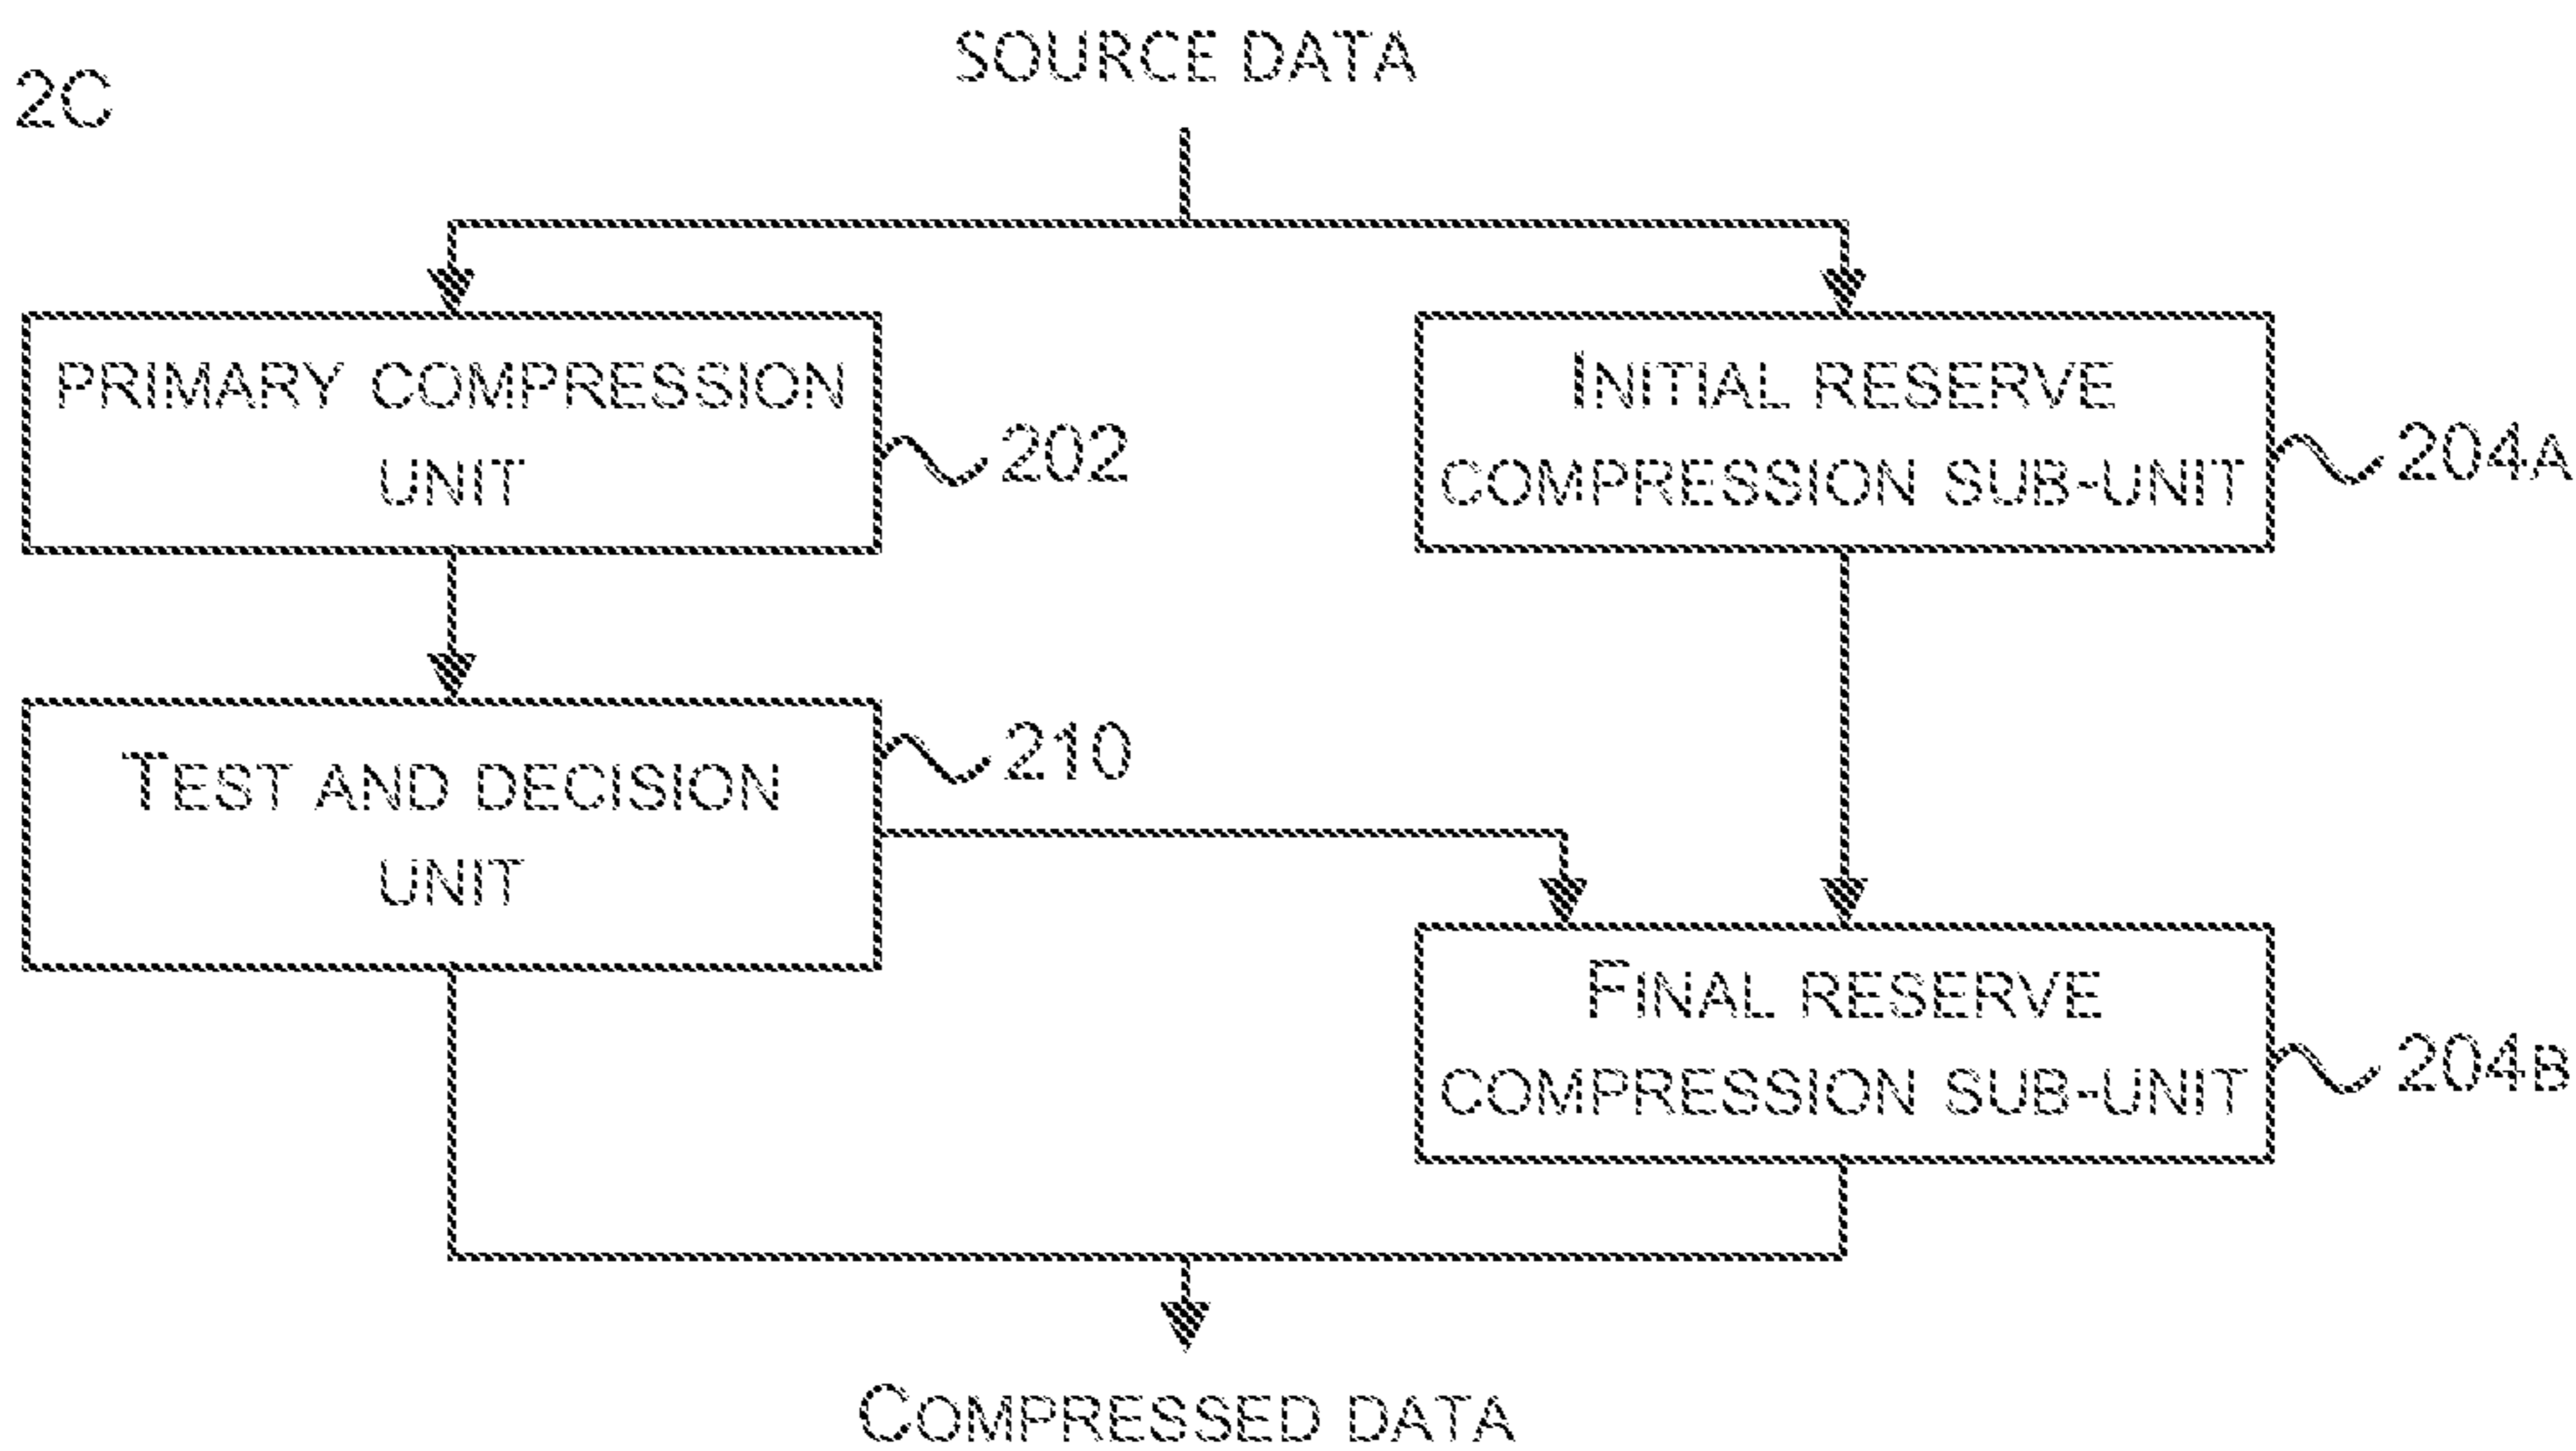 2C
SOURCE DATA
PRIMARY COMPRESSION
UNIT
202
INITIAL RESERVE
COMPRESSION SUB-UNIT
204A
TEST AND DECISION
UNIT
210
FINAL RESERVE
COMPRESSION SUB-UNIT
204B
COMPRESSED DATA